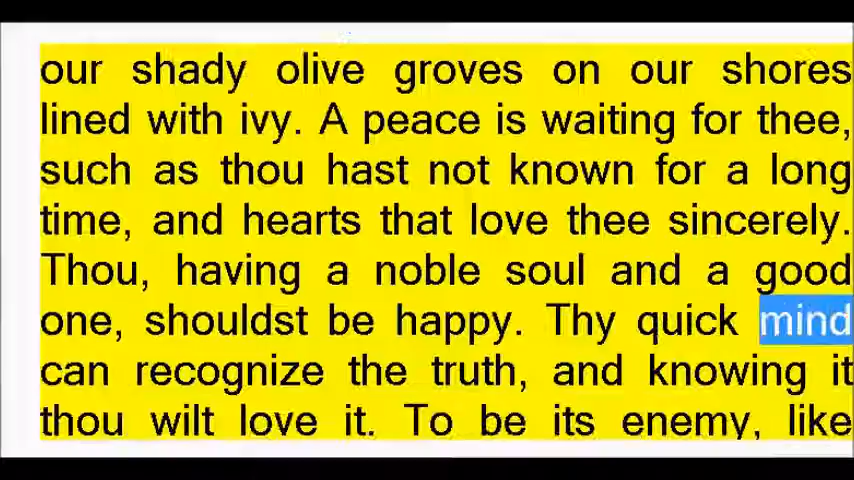 our shady olive groves on our shores
lined with ivy. A peace is waiting for thee,
such as thou hast not known for a long
time, and hearts that love thee sincerely.
Thou, having a noble soul and a good
one, shouldst be happy. Thy quick mind
can recognize the truth, and knowing it
thou wilt love it. To be its enemy, like